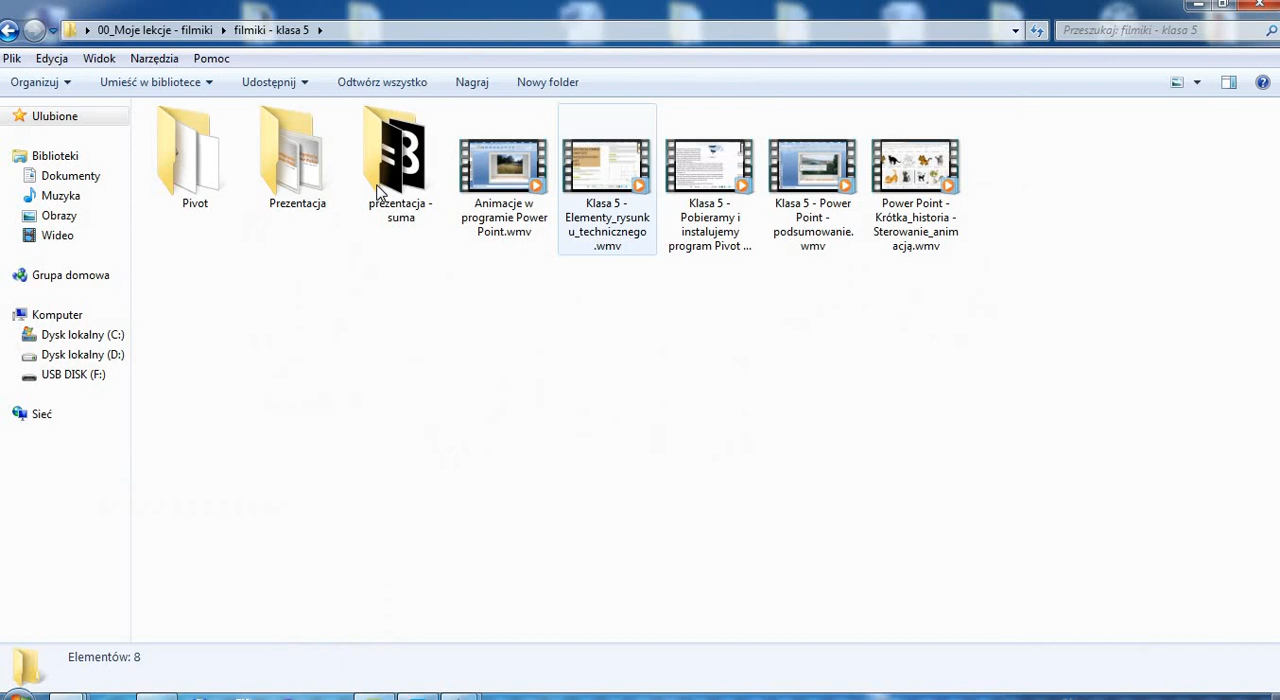 00_Moje lekcje - filmiki filmiki - klasa 5 Przeszukaj: filmiki - klasa 5
Plik Edycja Widok Narzędzia Pomoc
Organizuj Umieść w bibliotece Udostępnij Odtwórz wszystko Nagraj Nowy folder
Ulubione
Biblioteki
Dokumenty
Muzyka
Obrazy
Wideo
Grupa domowa
Komputer
Dysk lokalny (C:)
Dysk lokalny (D:)
USB DISK (F:)
Sieć
Pivot
Prezentacja
=3
prezentacja -
suma
Animacje w
programie Power
Point.wmv
Klasa 5 -
Elementy_rysunk
u_technicznego
.wmv
Klasa 5 -
Pobieramy i
instalujemy
program Pivot ...
Klasa 5 - Power
Point -
podsumowanie.
wmv
Power Point -
Krótka_historia -
Sterowanie_anim
acją.wmv
Elementów: 8